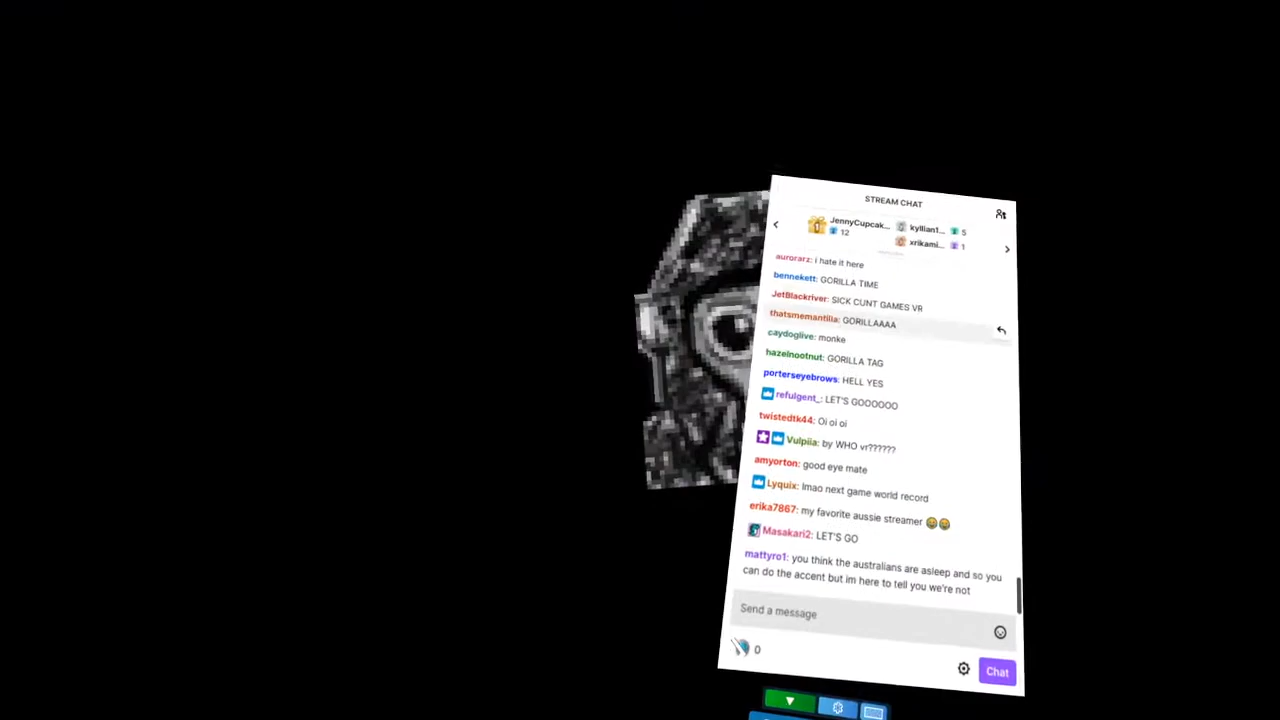 STREAM CHAT
JennyCupcak... 12
kyllian1... 5
xrikami... 1
aurorarz: i hate it here
bennekett: GORILLA TIME
JetBlackriver: SICK CUNT GAMES VR
thatsmemantilla: GORILLAAAA
caydoglive: monke
hazelnootnut: GORILLA TAG
porterseyebrows: HELL YES
refulgent_: LET'S GOOOOOO
twistedtk44: Oi oi oi
Vulpiia: by WHO vr??????
amyorton: good eye mate
Lyquix: lmao next game world record
erika7867: my favorite aussie streamer
Masakari2: LET'S GO
mattyro1: you think the australians are asleep and so you
can do the accent but im here to tell you we're not
Send a message
0
Chat